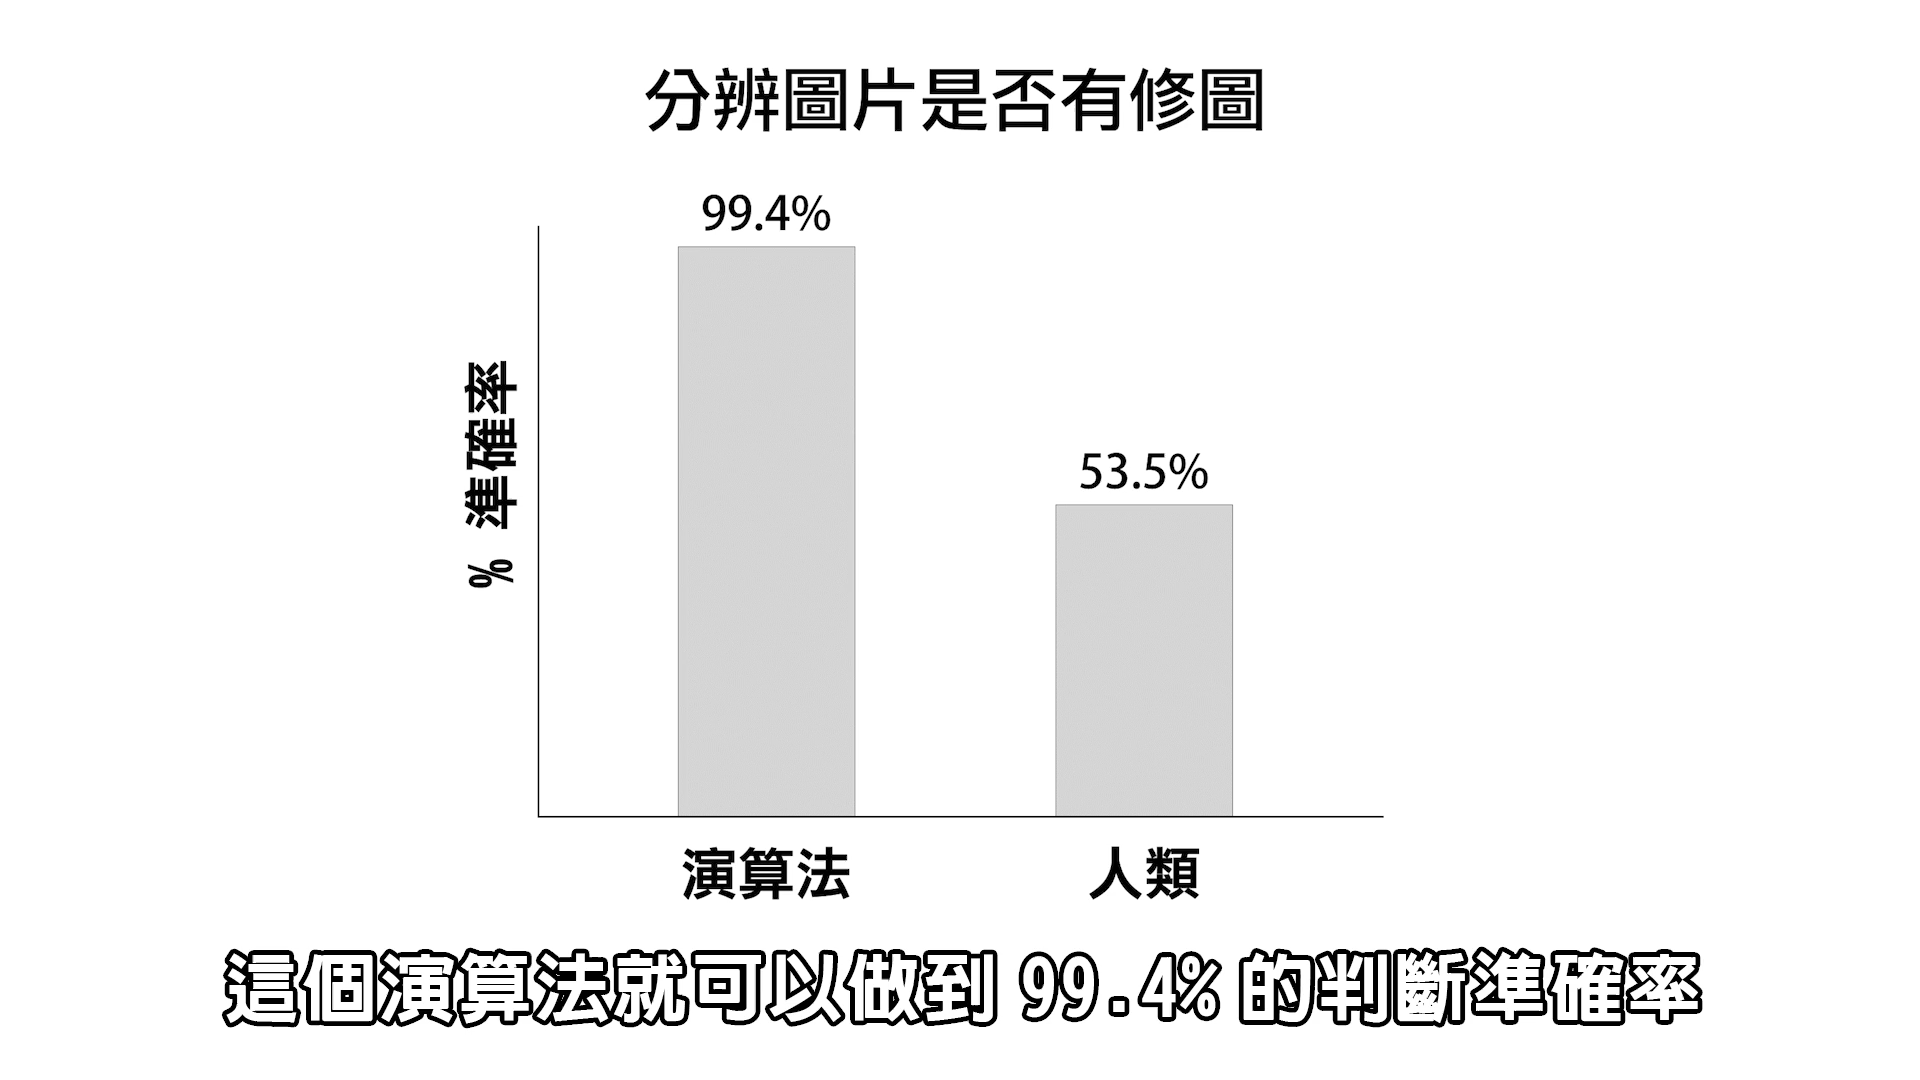 分辨圖片是否有修圖
99.4%
53.5%
% 準確率
演算法
人類
這個演算法就可以做到 99.4% 的判斷準確率